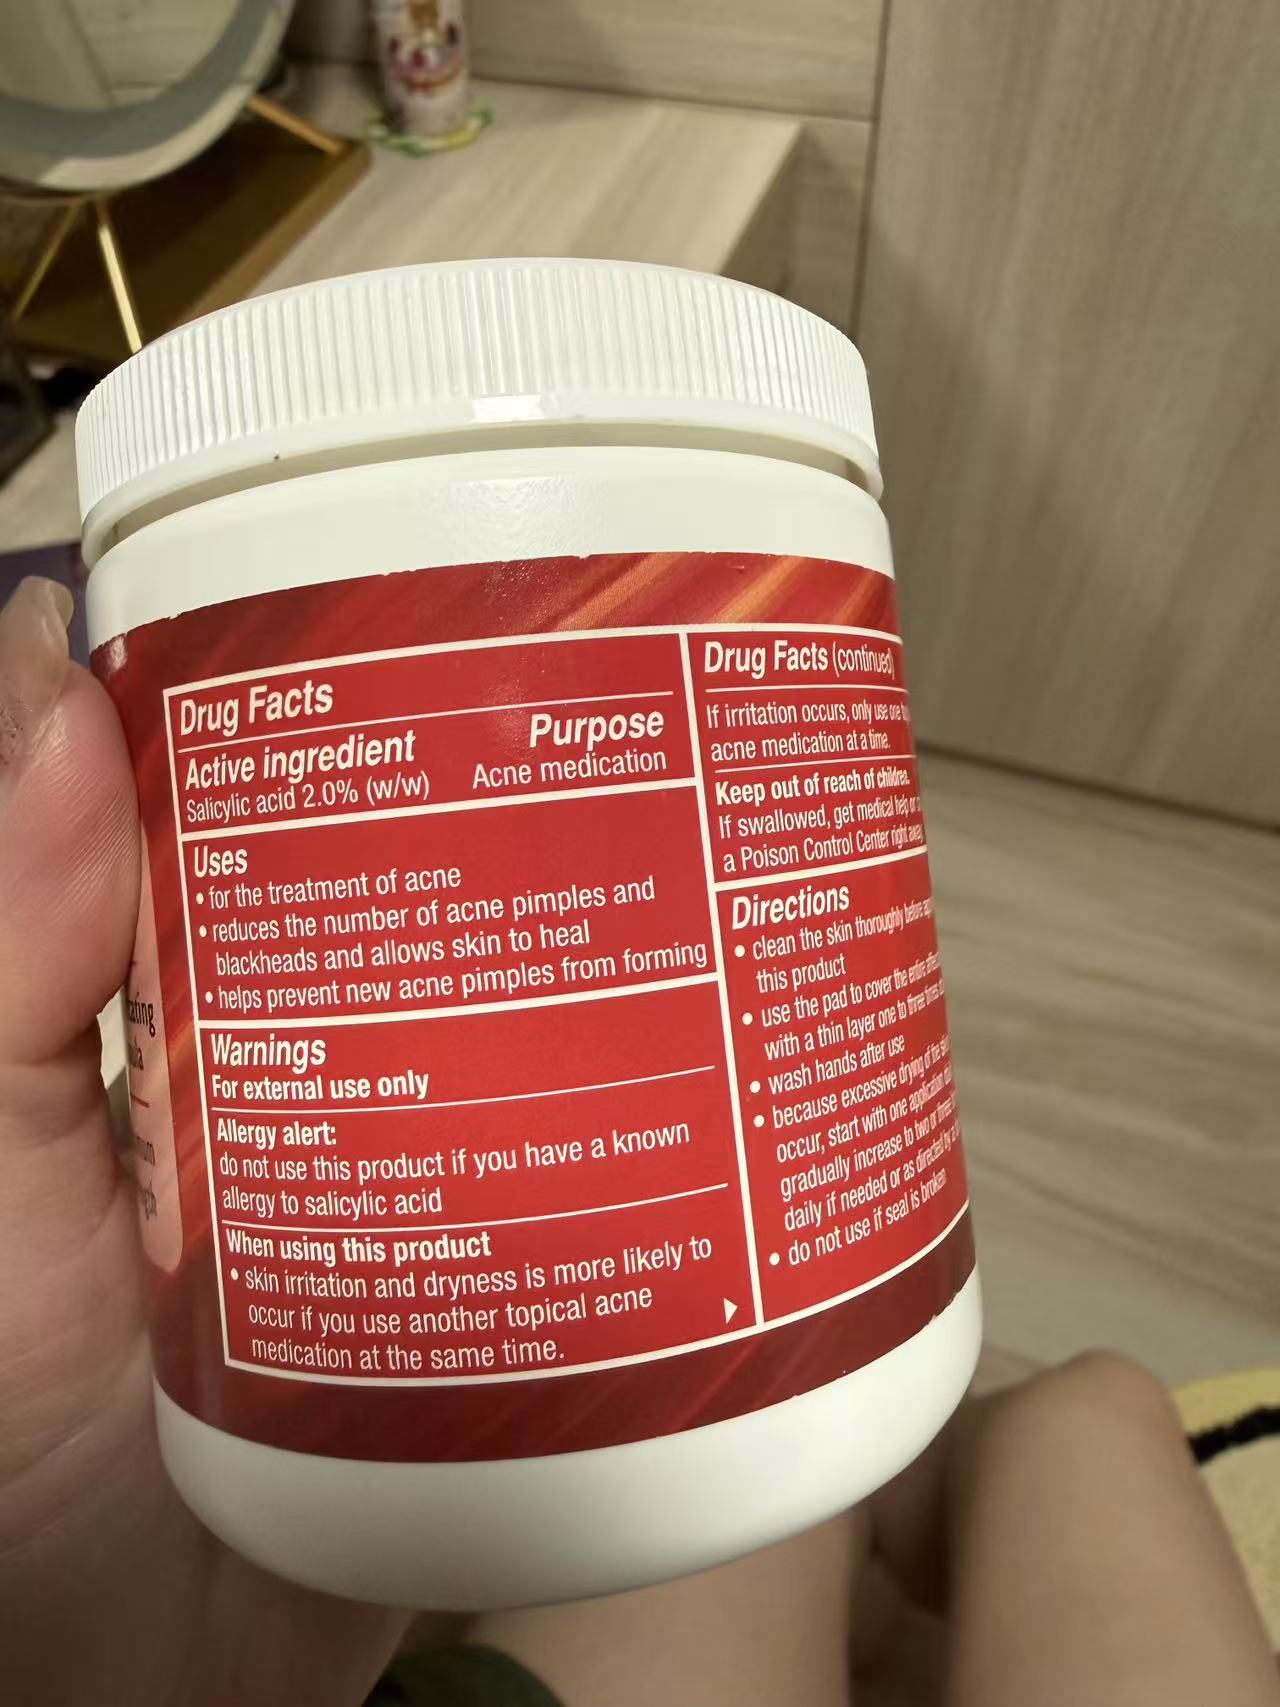 Drug Facts
Active ingredient
Purpose
Salicylic acid 2.0% (w/w)
Acne medication
Uses
• for the treatment of acne
• reduces the number of acne pimples and
blackheads and allows skin to heal
• helps prevent new acne pimples from forming
Warnings
For external use only
Allergy alert:
do not use this product if you have a known
allergy to salicylic acid
When using this product
• skin irritation and dryness is more likely to
occur if you use another topical acne
medication at the same time.
Drug Facts (continued)
If irritation occurs, only use one
acne medication at a time.
Keep out of reach of children.
If swallowed, get medical help or
a Poison Control Center right away
Directions
• clean the skin thoroughly before
this product
• use the pad to cover the entire
with a thin layer one to three times
• wash hands after use
• because excessive drying of the
occur, start with one application
gradually increase to two or three
daily if needed or as directed by a
• do not use if seal is broken